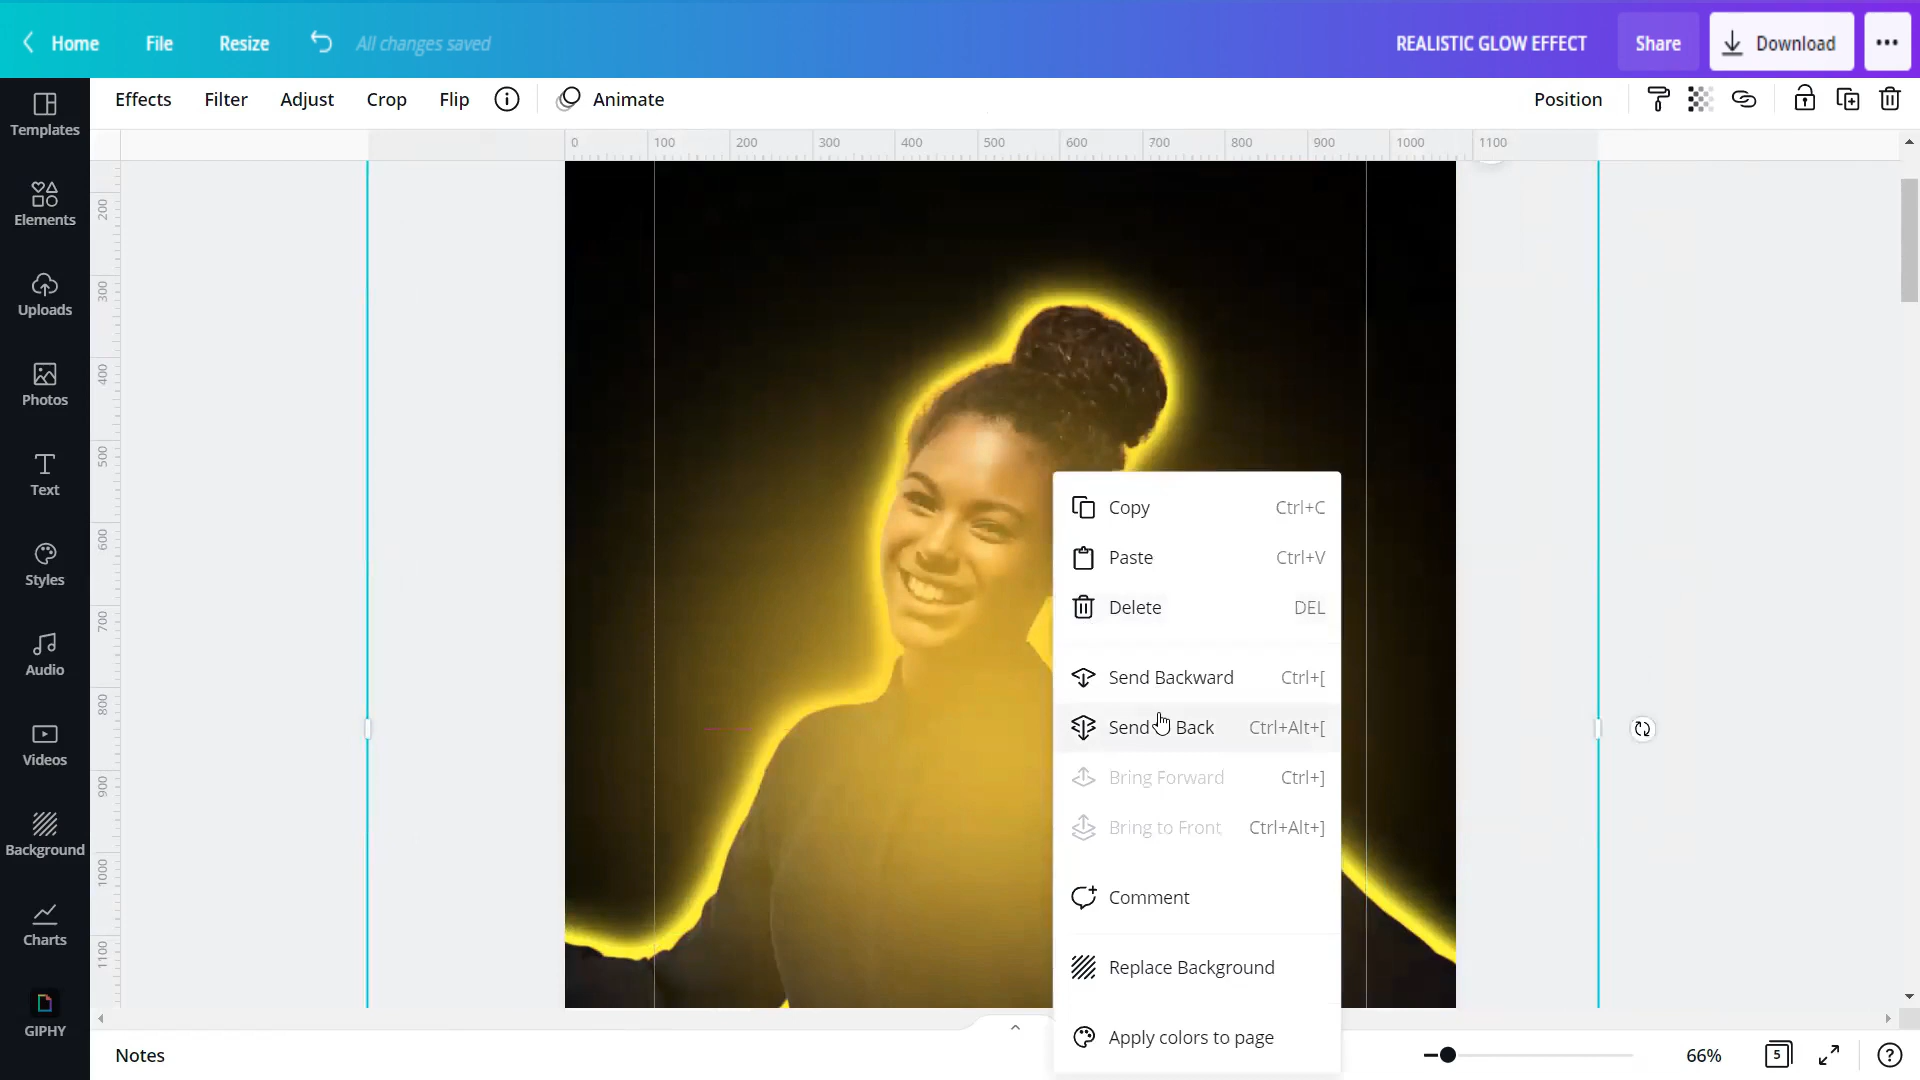 Home
File
Resize
All changes saved
REALISTIC GLOW EFFECT
Share
Download
Effects
Filter
Adjust
Crop
Flip
Animate
Position
0 100 200 300 400 500 600 700 800 900 1000 1100
200
300
400
500
600
700
800
900
1000
1100
Templates
Elements
Uploads
Photos
Text
Styles
Audio
Videos
Background
Charts
GIPHY
Copy Ctrl+C
Paste Ctrl+V
Delete DEL
Send Backward Ctrl+[
Send Back Ctrl+Alt+[
Bring Forward Ctrl+]
Bring to Front Ctrl+Alt+]
Comment
Replace Background
Apply colors to page
Notes
66%
5
?